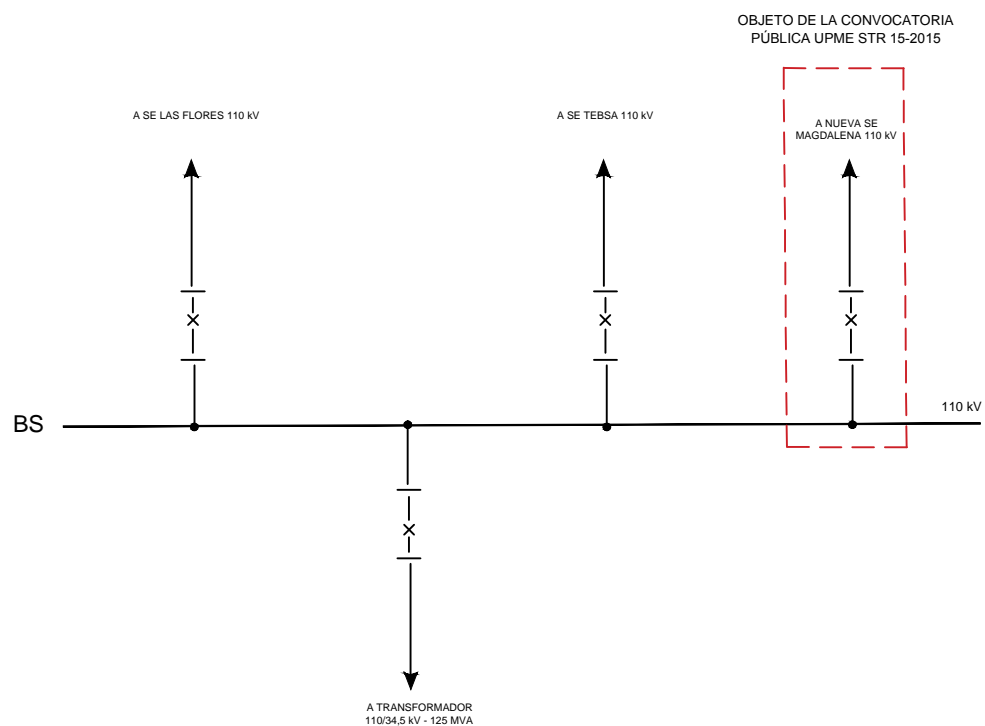 OBJETO DE LA CONVOCATORIA
PÚBLICA UPME STR 15-2015
A SE LAS FLORES 110 kV
A SE TEBSA 110 kV
A NUEVA SE
MAGDALENA 110 kV
BS
110 kV
A TRANSFORMADOR
110/34,5 kV - 125 MVA